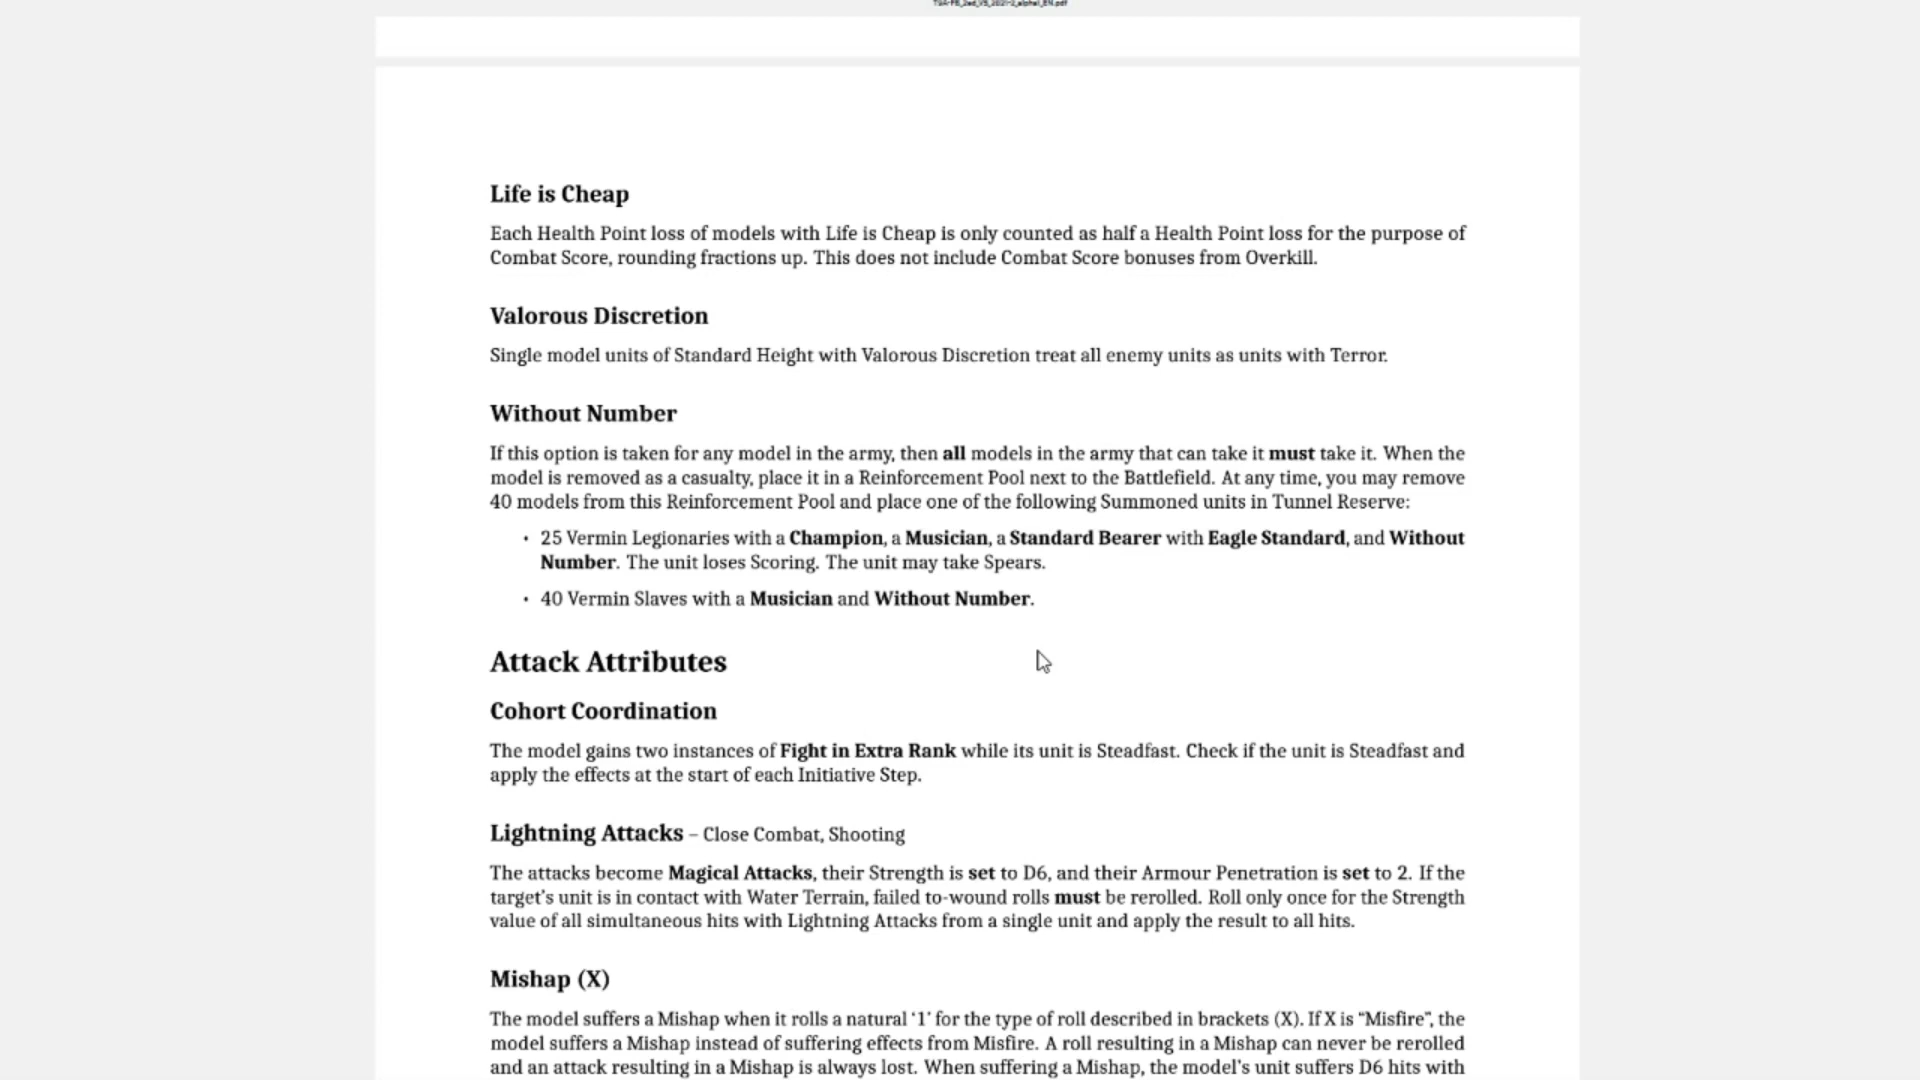 Life is Cheap
Each Health Point loss of models with Life is Cheap is only counted as half a Health Point loss for the purpose of
Combat Score, rounding fractions up. This does not include Combat Score bonuses from Overkill.
Valorous Discretion
Single model units of Standard Height with Valorous Discretion treat all enemy units as units with Terror.
Without Number
If this option is taken for any model in the army, then all models in the army that can take it must take it. When the
model is removed as a casualty, place it in a Reinforcement Pool next to the Battlefield. At any time, you may remove
40 models from this Reinforcement Pool and place one of the following Summoned units in Tunnel Reserve:
• 25 Vermin Legionaries with a Champion, a Musician, a Standard Bearer with Eagle Standard, and Without
Number. The unit loses Scoring. The unit may take Spears.
• 40 Vermin Slaves with a Musician and Without Number.
Attack Attributes
Cohort Coordination
The model gains two instances of Fight in Extra Rank while its unit is Steadfast. Check if the unit is Steadfast and
apply the effects at the start of each Initiative Step.
Lightning Attacks – Close Combat, Shooting
The attacks become Magical Attacks, their Strength is set to D6, and their Armour Penetration is set to 2. If the
target's unit is in contact with Water Terrain, failed to-wound rolls must be rerolled. Roll only once for the Strength
value of all simultaneous hits with Lightning Attacks from a single unit and apply the result to all hits.
Mishap (X)
The model suffers a Mishap when it rolls a natural ‘1’ for the type of roll described in brackets (X). If X is “Misfire”, the
model suffers a Mishap instead of suffering effects from Misfire. A roll resulting in a Mishap can never be rerolled
and an attack resulting in a Mishap is always lost. When suffering a Mishap, the model's unit suffers D6 hits with